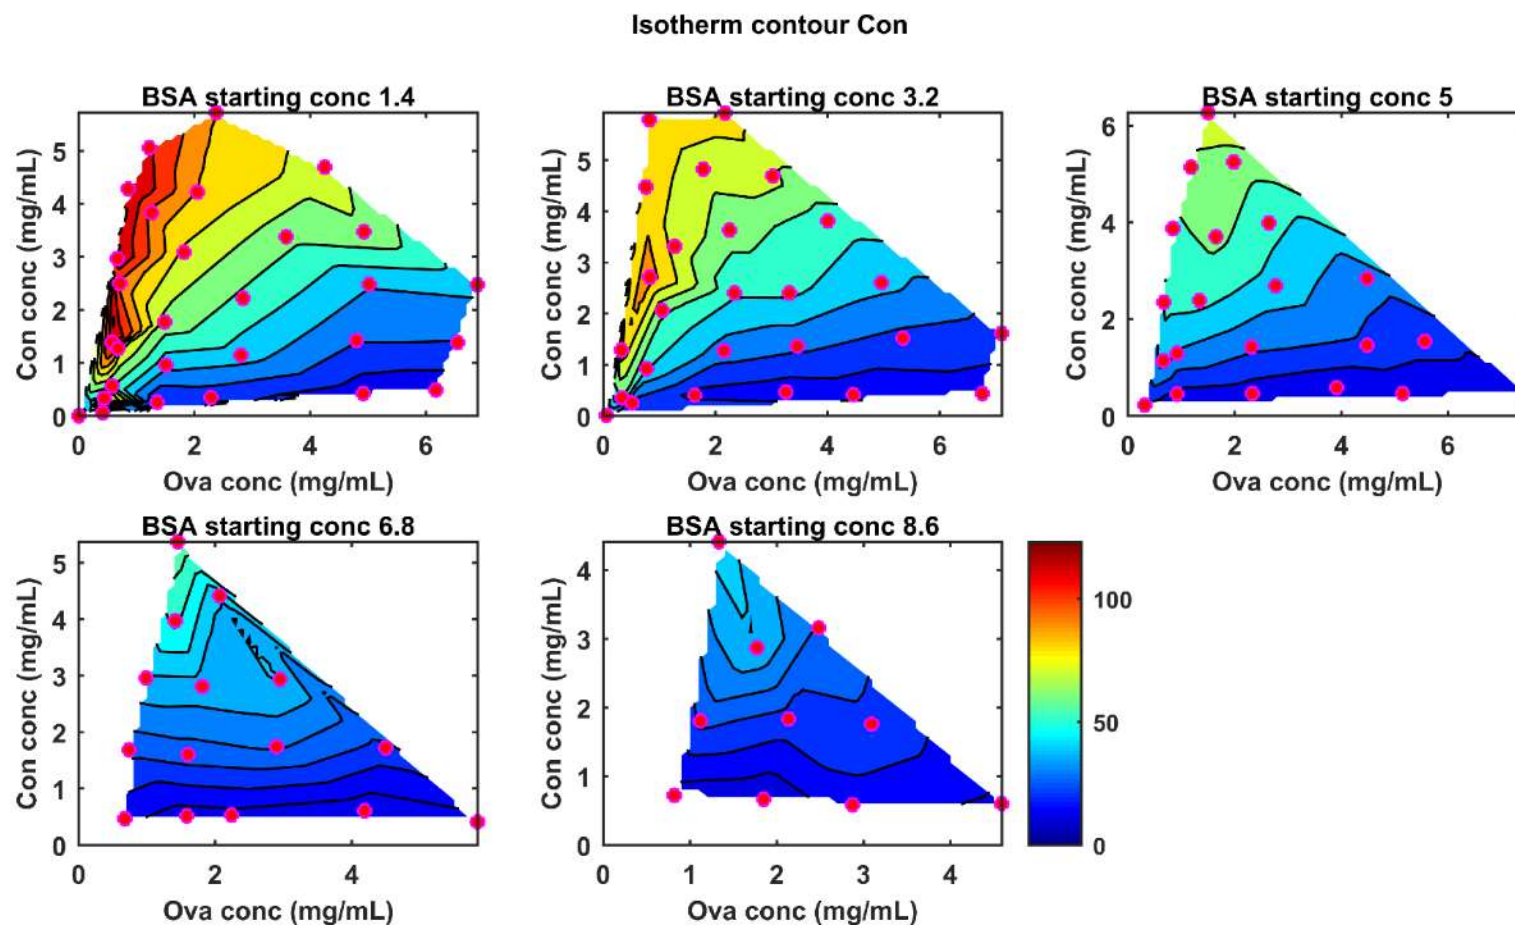 Isotherm contour Con
BSA starting conc 1.4
BSA starting conc 3.2
BSA starting conc 5
Con conc (mg/mL)
5
4
3
2
1
0
0 2 4 6
Ova conc (mg/mL)
Con conc (mg/mL)
5
4
3
2
1
0
0 2 4 6
Ova conc (mg/mL)
Con conc (mg/mL)
6
4
2
0
0 2 4 6
Ova conc (mg/mL)
BSA starting conc 6.8
BSA starting conc 8.6
Con conc (mg/mL)
5
4
3
2
1
0
0 2 4
Ova conc (mg/mL)
Con conc (mg/mL)
4
3
2
1
0
0 1 2 3 4
Ova conc (mg/mL)
100
50
0